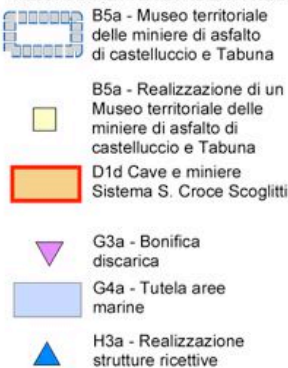 B5a - Museo territoriale
delle miniere di asfalto
di castelluccio e Tabuna
B5a - Realizzazione di un
Museo territoriale delle
miniere di asfalto di
castelluccio e Tabuna
D1d Cave e miniere
Sistema S. Croce Scoglitti
G3a - Bonifica
discarica
G4a - Tutela aree
marine
H3a - Realizzazione
strutture ricettive